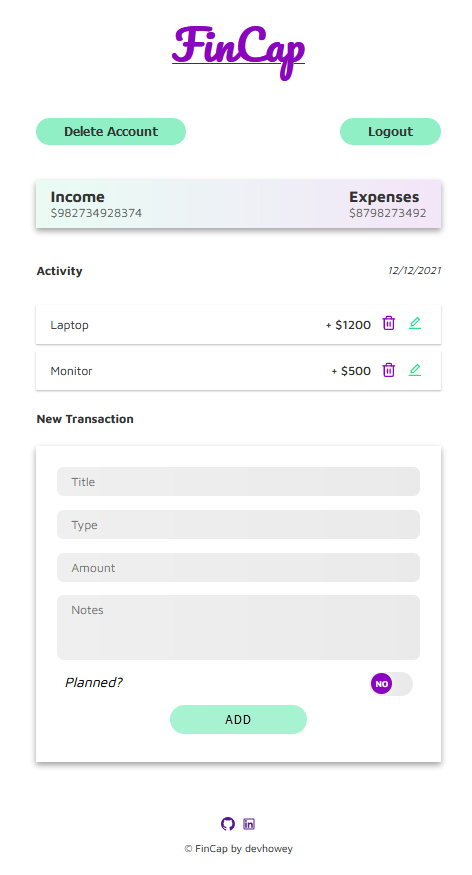 FinCap
Delete Account
Logout
Income
Expenses
$982734928374
$8798273492
Activity
12/12/2021
Laptop
+ $1200
Monitor
+ $500
New Transaction
Title
Type
Amount
Notes
Planned?
NO
ADD
© FinCap by devhowey